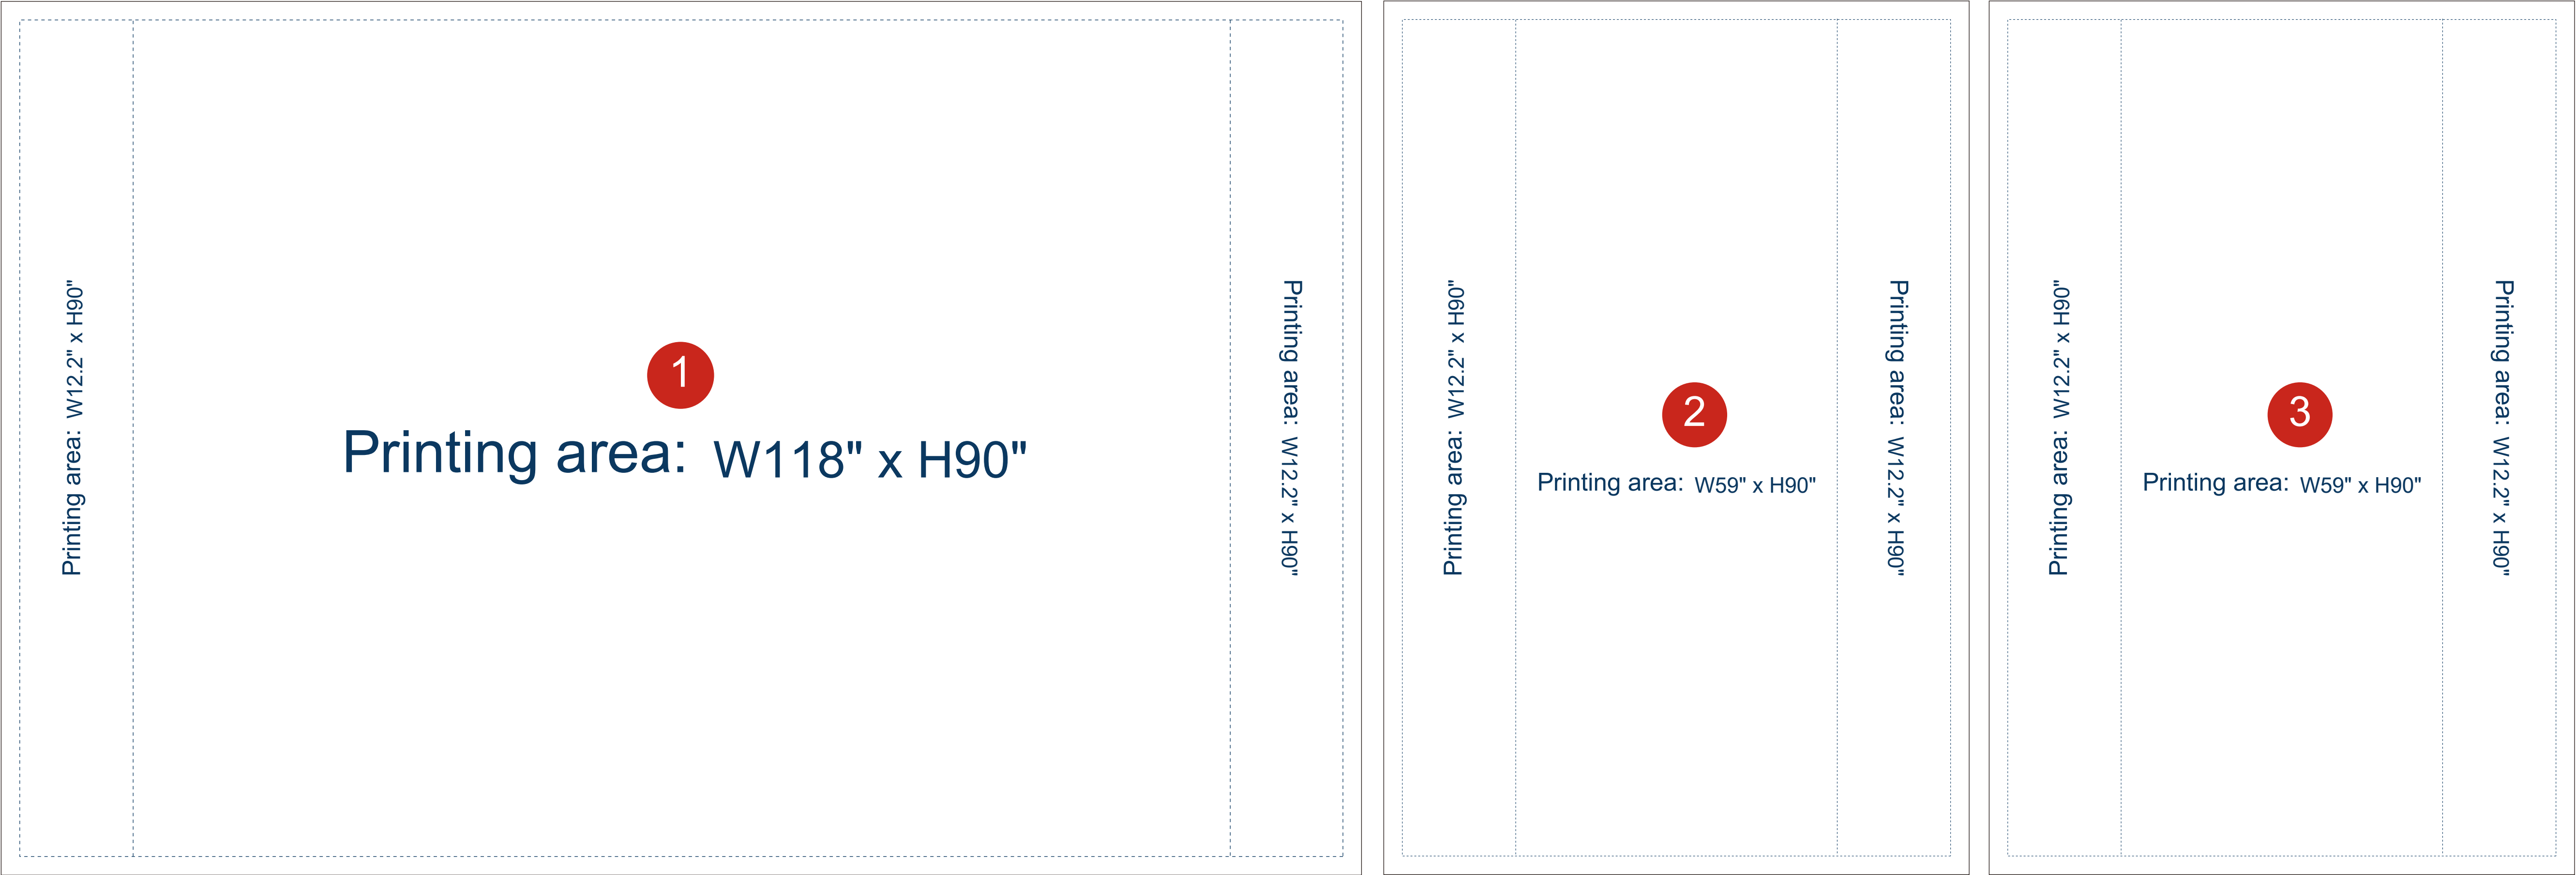 Printing area: W12.2" x H90"
1
Printing area: W118" x H90"
Printing area: W12.2" x H90"
Printing area: W12.2" x H90"
2
Printing area: W59" x H90"
Printing area: W12.2" x H90"
Printing area: W12.2" x H90"
3
Printing area: W59" x H90"
Printing area: W12.2" x H90"